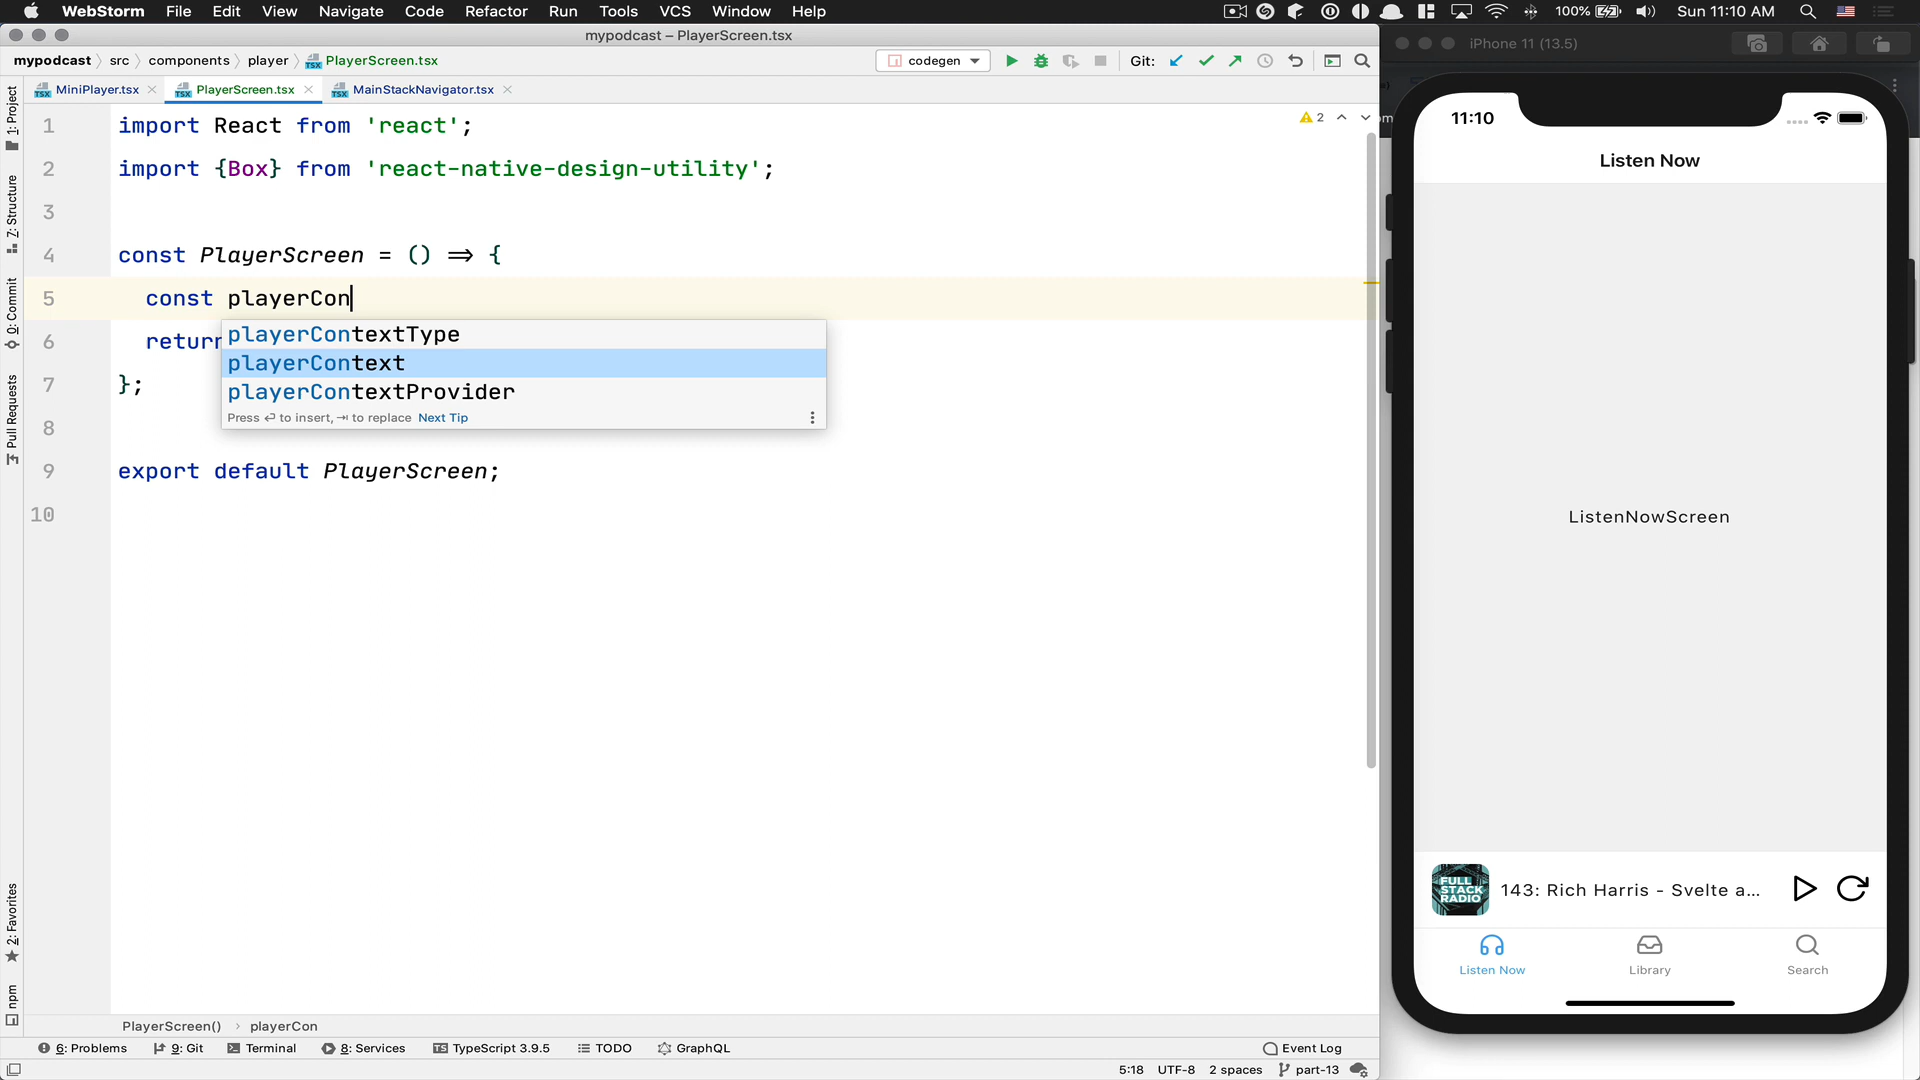 WebStorm File Edit View Navigate Code Refactor Run Tools VCS Window Help 100% Sun 11:10 AM
mypodcast – PlayerScreen.tsx
iPhone 11 (13.5)
mypodcast src components player PlayerScreen.tsx codegen Git:
MiniPlayer.tsx PlayerScreen.tsx MainStackNavigator.tsx
1: Project
Z: Structure
0: Commit
Pull Requests
2: Favorites
npm
1 import React from 'react';
2 import {Box} from 'react-native-design-utility';
3
4 const PlayerScreen = () => {
5 const playerCon
6 return
7 };
8
9 export default PlayerScreen;
10
2
playerContextType
playerContext
playerContextProvider
Press ⏎ to insert, ⇥ to replace Next Tip
PlayerScreen() › playerCon
6: Problems 9: Git Terminal 8: Services TypeScript 3.9.5 TODO GraphQL Event Log
5:18 UTF-8 2 spaces part-13
11:10
Listen Now
ListenNowScreen
FULL
STACK
RADIO
143: Rich Harris - Svelte a...
Listen Now Library Search